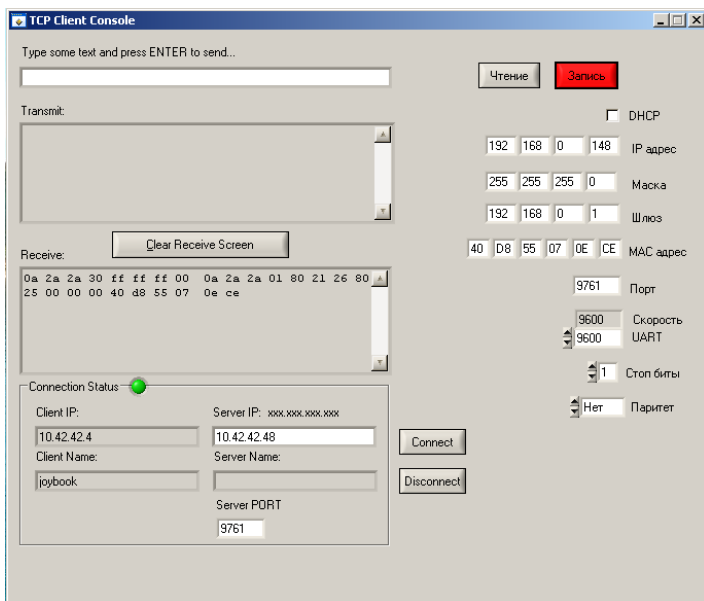 TCP Client Console
Type some text and press ENTER to send...
Transmit:
Clear Receive Screen
Receive:
0a 2a 2a 30 ff ff ff 00 0a 2a 2a 01 80 21 26 80
25 00 00 00 40 d8 55 07 0e ce
Connection Status
Client IP: Server IP: xxx.xxx.xxx.xxx
10.42.42.4 10.42.42.48
Client Name: Server Name:
joybook
Server PORT
9761
Connect
Disconnect
Чтение Запись
DHCP
192 168 0 148 IP адрес
255 255 255 0 Маска
192 168 0 1 Шлюз
40 D8 55 07 0E CE MAC адрес
9761 Порт
9600 Скорость
9600 UART
1 Стоп биты
Нет Паритет